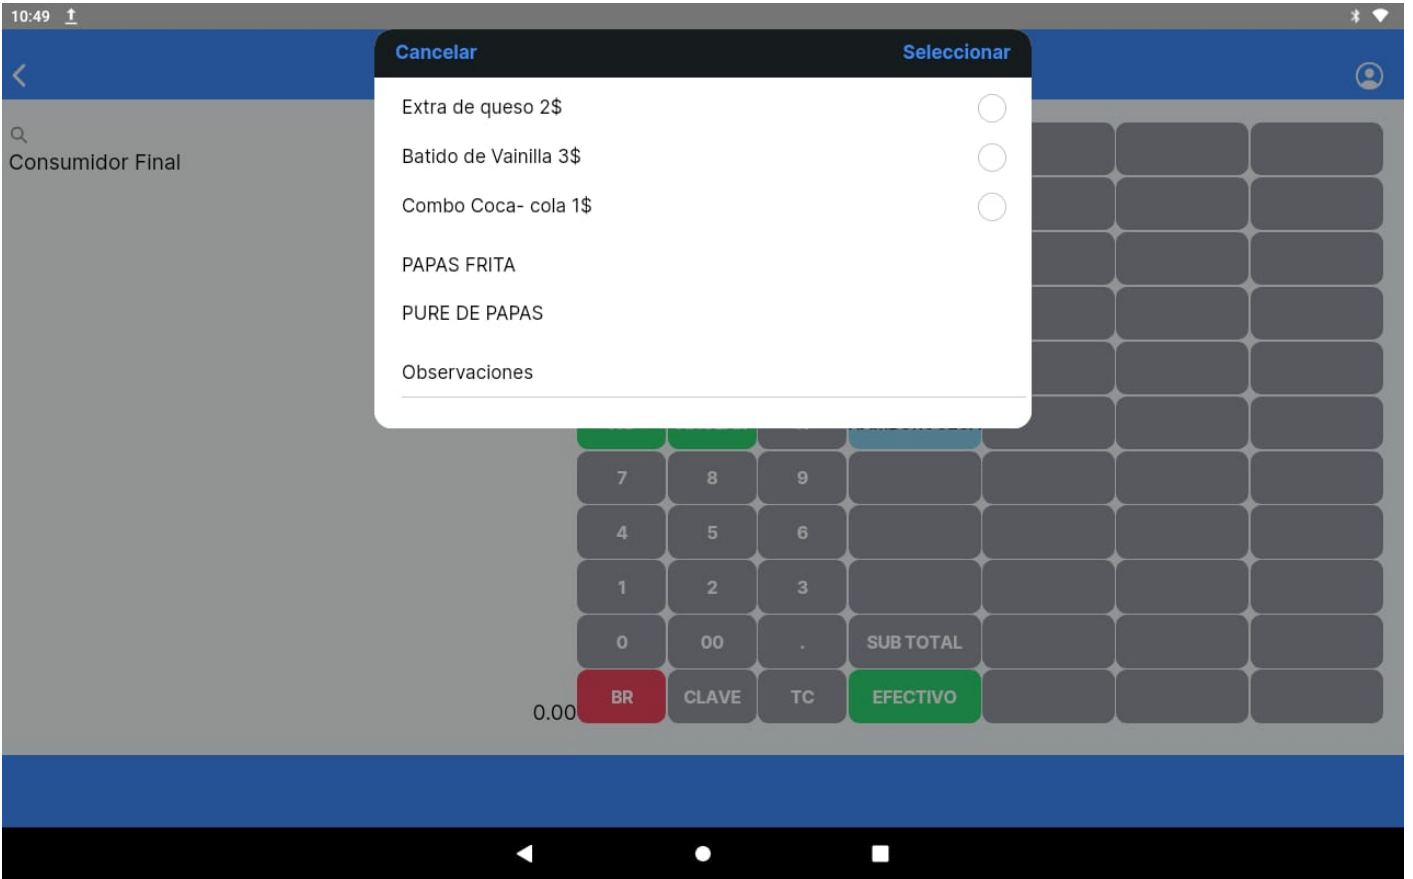 10:49
Cancelar Seleccionar
Extra de queso 2$
Batido de Vainilla 3$
Combo Coca- cola 1$
PAPAS FRITA
PURE DE PAPAS
Observaciones
Consumidor Final
7 8 9
4 5 6
1 2 3
0 00 . SUB TOTAL
0.00 BR CLAVE TC EFECTIVO